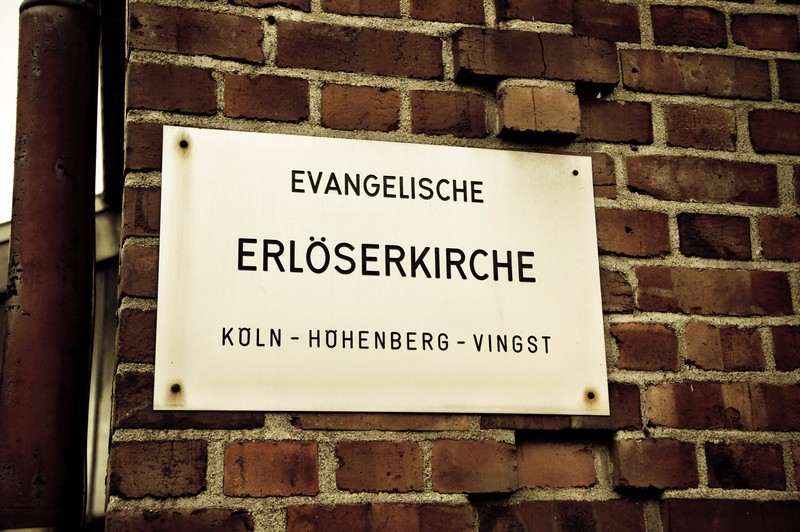 EVANGELISCHE
ERLÖSERKIRCHE
KÖLN - HÖHENBERG - VINGST